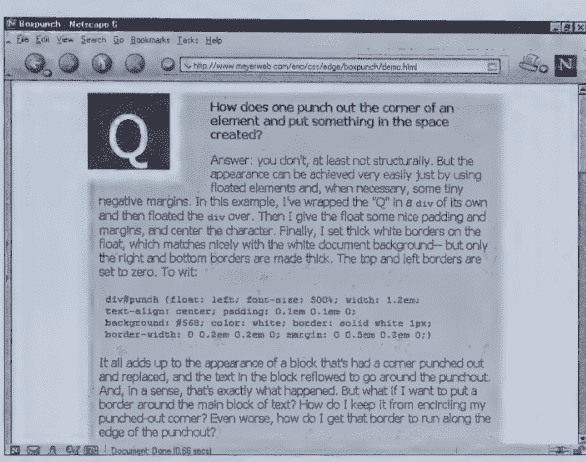 Boxpunch - Netscape 6
File Edit View Search Go Bookmarks Tasks Help
http://www.meyerweb.com/eric/css/edge/boxpunch/demo.html
N
Q
How does one punch out the corner of an
element and put something in the space
created?
Answer: you don't, at least not structurally. But the
appearance can be achieved very easily just by using
floated elements and, when necessary, some tiny
negative margins. In this example, I've wrapped the "Q" in a div of its own
and then floated the div over. Then I give the float some nice padding and
margins, and center the character. Finally, I set thick white borders on the
float, which matches nicely with the white document background-- but only
the right and bottom borders are made thick. The top and left borders are
set to zero. To wit:
div#punch {float: left; font-size: 500%; width: 1.2em;
text-align: center; padding: 0.1em 0.1em 0;
background: #568; color: white; border: solid white 1px;
border-width: 0 0.2em 0.2em 0; margin: 0 0.5em 0.2em 0;}
It all adds up to the appearance of a block that's had a corner punched out
and replaced, and the text in the block reflowed to go around the punchout.
And, in a sense, that's exactly what happened. But what if I want to put a
border around the main block of text? How do I keep it from encircling my
punched-out corner? Even worse, how do I get that border to run along the
edge of the punchout?
Document: Done (0.66 secs)